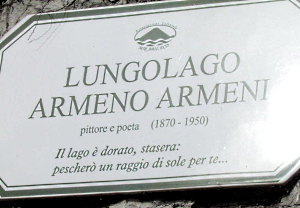 LUNGOLAGO
ARMENO ARMENI
pittore e poeta (1870 - 1950)
Il lago è dorato, stasera:
pescherò un raggio di sole per te...